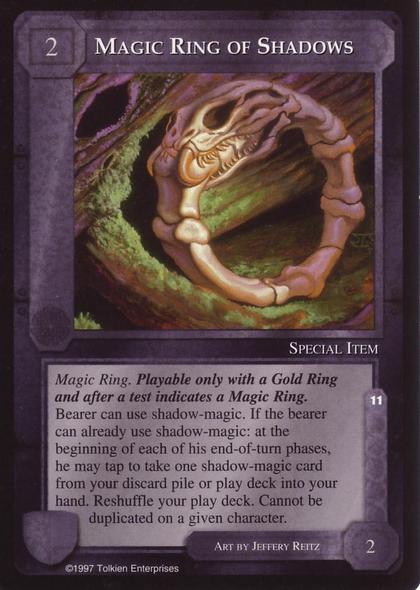 2
MAGIC RING OF SHADOWS
SPECIAL ITEM
Magic Ring. Playable only with a Gold Ring
and after a test indicates a Magic Ring.
Bearer can use shadow-magic. If the bearer
can already use shadow-magic: at the
beginning of each of his end-of-turn phases,
he may tap to take one shadow-magic card
from your discard pile or play deck into your
hand. Reshuffle your play deck. Cannot be
duplicated on a given character.
11
ART BY JEFFERY REITZ
2
©1997 Tolkien Enterprises